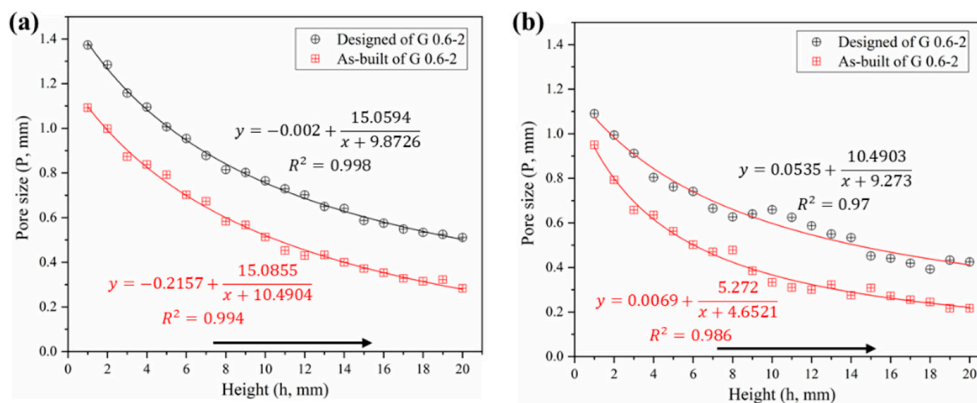 (a)
1.4
1.2
1.0
0.8
0.6
0.4
0.2
0.0
Pore size (P, mm)
Designed of G 0.6-2
As-built of G 0.6-2
y = −0.002 + 15.0594 / x + 9.8726
R² = 0.998
y = −0.2157 + 15.0855 / x + 10.4904
R² = 0.994
0 2 4 6 8 10 12 14 16 18 20
Height (h, mm)
(b)
1.4
1.2
1.0
0.8
0.6
0.4
0.2
0.0
Pore size (P, mm)
Designed of G 0.6-2
As-built of G 0.6-2
y = 0.0535 + 10.4903 / x + 9.273
R² = 0.97
y = 0.0069 + 5.272 / x + 4.6521
R² = 0.986
0 2 4 6 8 10 12 14 16 18 20
Height (h, mm)